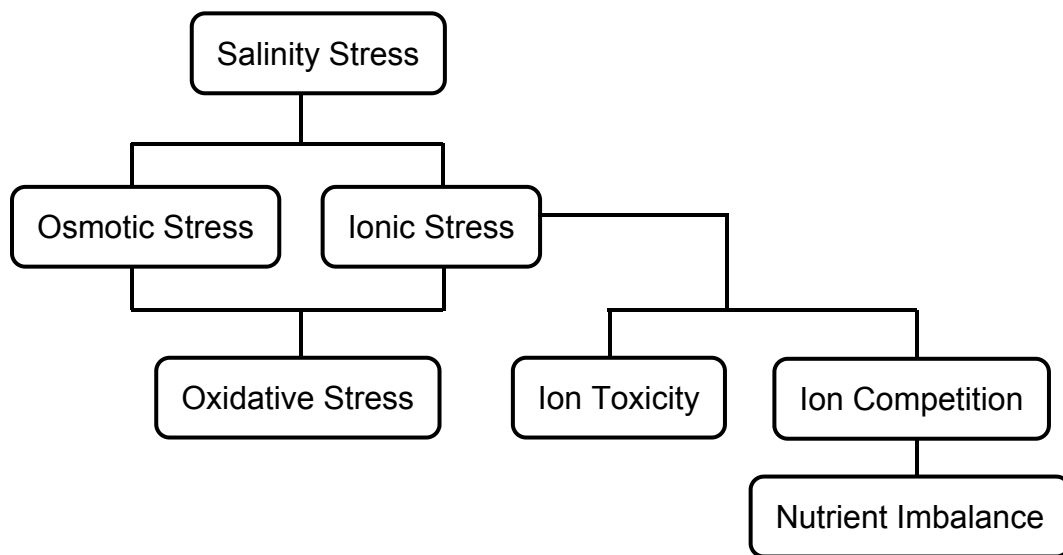 Salinity Stress
Osmotic Stress
Ionic Stress
Oxidative Stress
Ion Toxicity
Ion Competition
Nutrient Imbalance